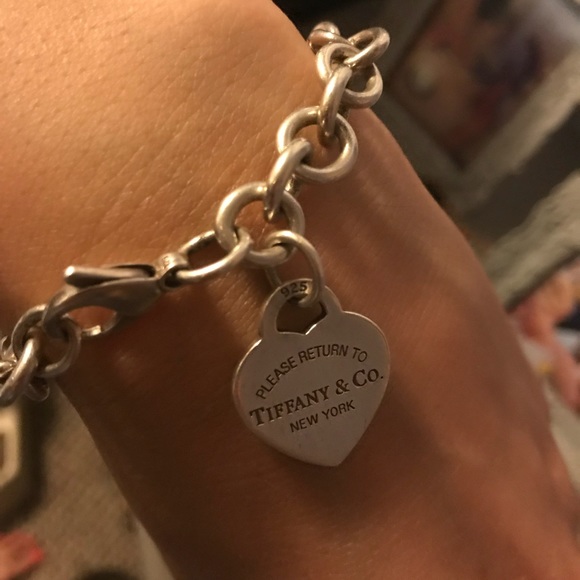 925
PLEASE RETURN TO
TIFFANY & CO.
NEW YORK